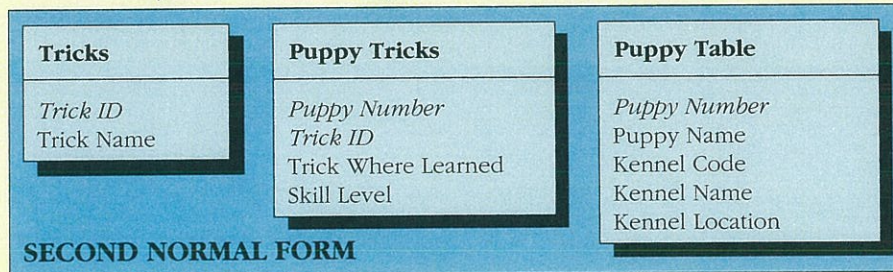 Tricks
Trick ID
Trick Name
Puppy Tricks
Puppy Number
Trick ID
Trick Where Learned
Skill Level
Puppy Table
Puppy Number
Puppy Name
Kennel Code
Kennel Name
Kennel Location
SECOND NORMAL FORM